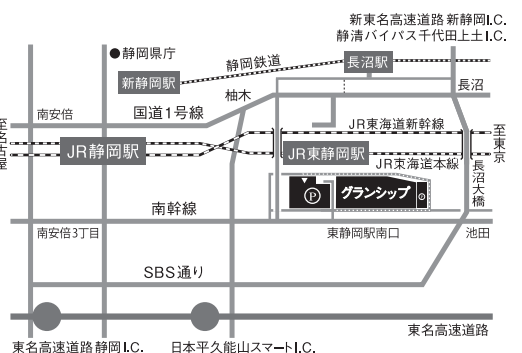 新東名高速道路 新静岡I.C.
静清バイパス千代田上土I.C.
●静岡県庁
静岡鉄道
長沼駅
新静岡駅
柚木
長沼
南安倍
国道1号線
JR東海道新幹線
至名古屋
至東京
JR静岡駅
JR東静岡駅
JR東海道本線
長沼大橋
P
グランシップ
南幹線
南安倍3丁目
東静岡駅南口
池田
SBS通り
東名高速道路
東名高速道路 静岡I.C.
日本平久能山スマートI.C.